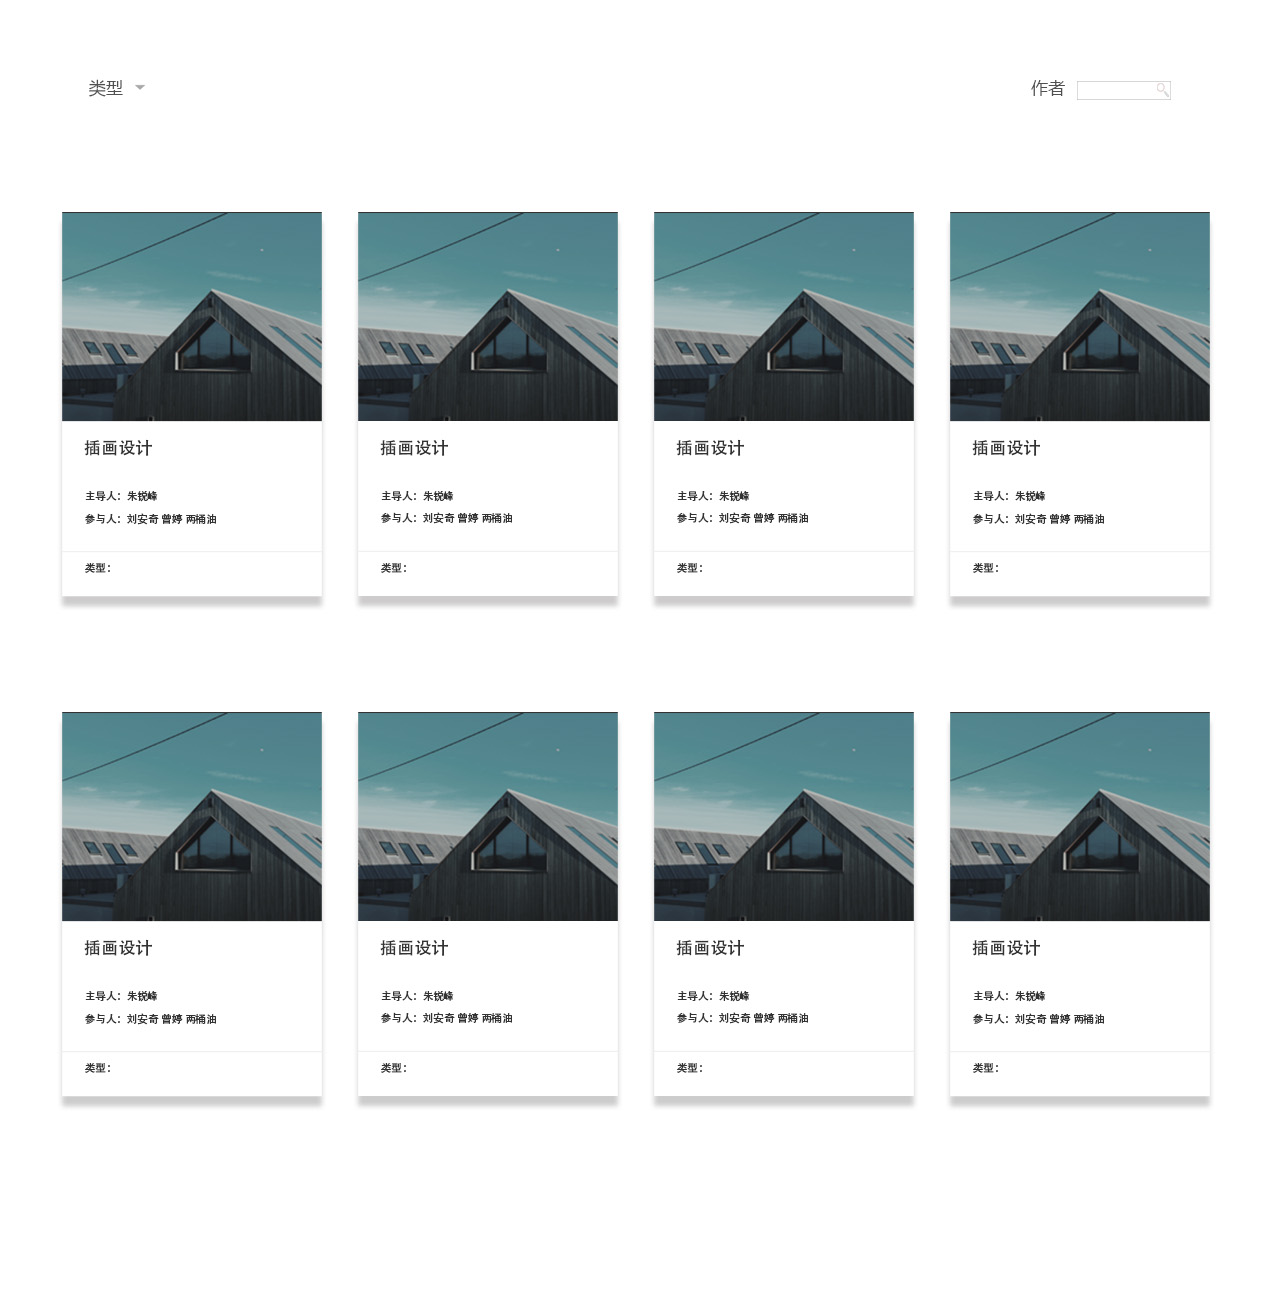 类型
作者
插画设计
主导人：朱锐峰
参与人：刘安奇 曾婷 两桶油
类型：
插画设计
主导人：朱锐峰
参与人：刘安奇 曾婷 两桶油
类型：
插画设计
主导人：朱锐峰
参与人：刘安奇 曾婷 两桶油
类型：
插画设计
主导人：朱锐峰
参与人：刘安奇 曾婷 两桶油
类型：
插画设计
主导人：朱锐峰
参与人：刘安奇 曾婷 两桶油
类型：
插画设计
主导人：朱锐峰
参与人：刘安奇 曾婷 两桶油
类型：
插画设计
主导人：朱锐峰
参与人：刘安奇 曾婷 两桶油
类型：
插画设计
主导人：朱锐峰
参与人：刘安奇 曾婷 两桶油
类型：